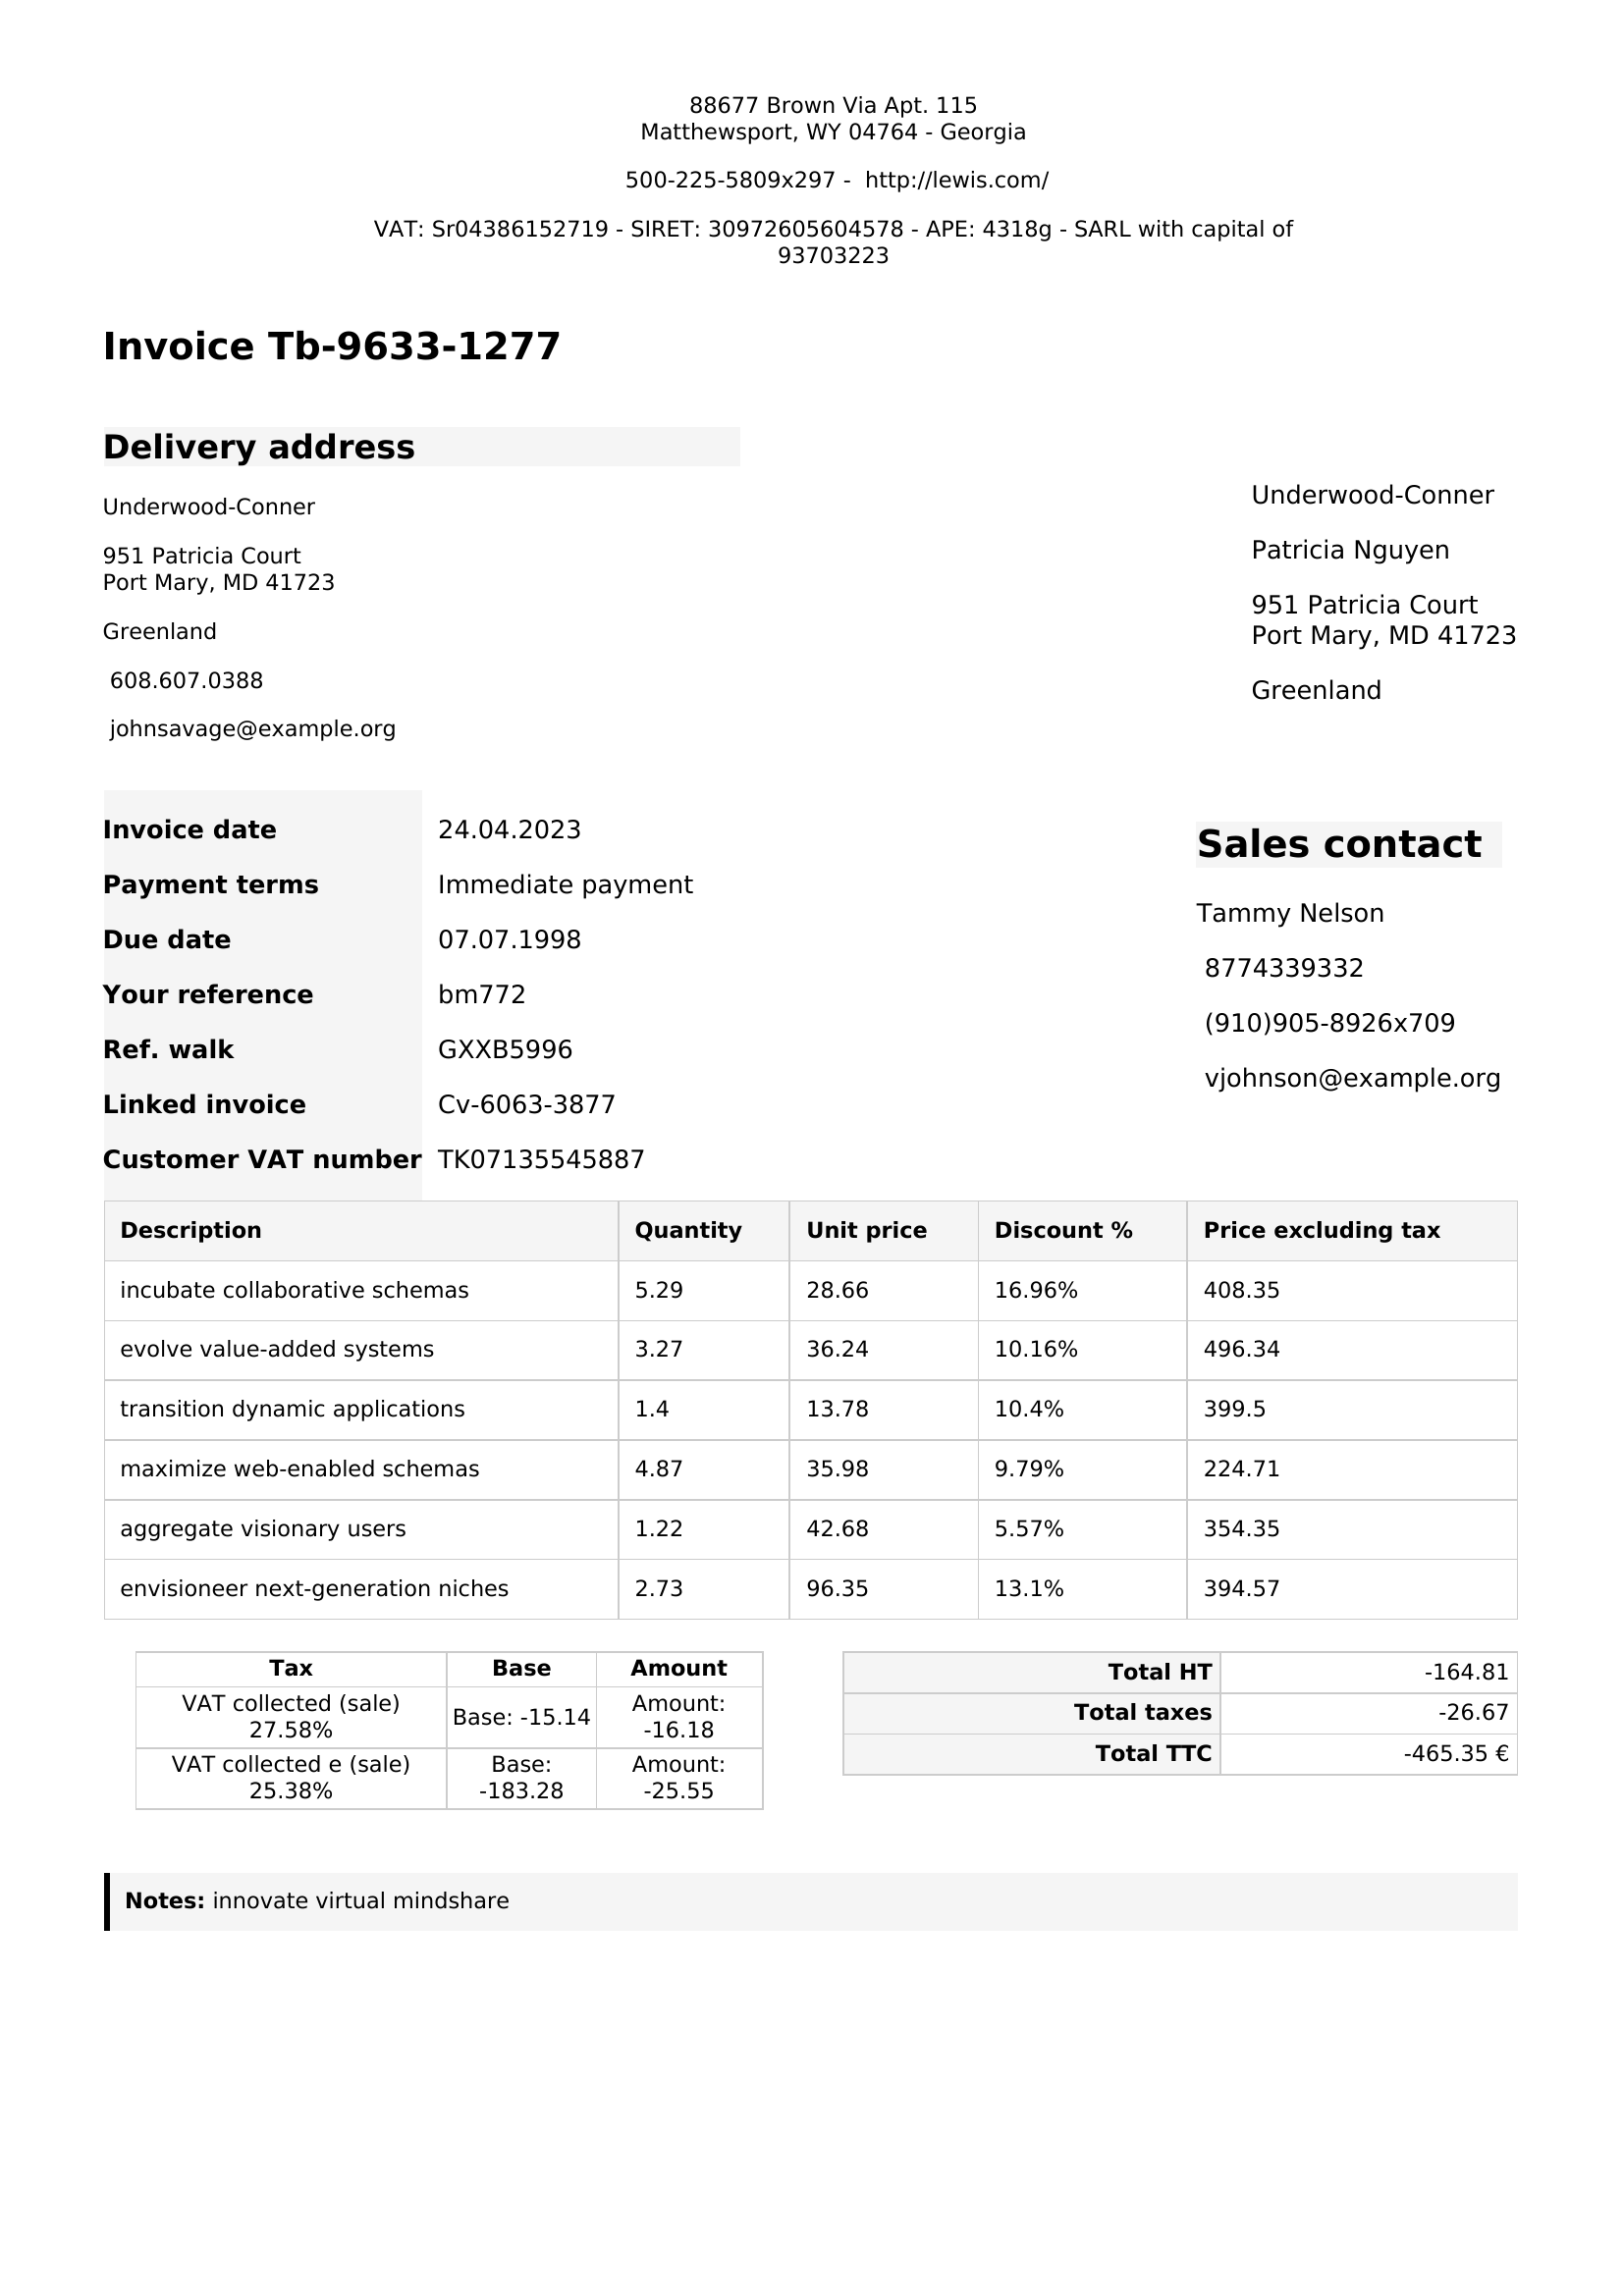 88677 Brown Via Apt. 115
Matthewsport, WY 04764 - Georgia
500-225-5809x297 - http://lewis.com/
VAT: Sr04386152719 - SIRET: 30972605604578 - APE: 4318g - SARL with capital of
93703223
Invoice Tb-9633-1277
Delivery address
Underwood-Conner
951 Patricia Court
Port Mary, MD 41723
Greenland
608.607.0388
johnsavage@example.org
Underwood-Conner
Patricia Nguyen
951 Patricia Court
Port Mary, MD 41723
Greenland
Invoice date 24.04.2023
Payment terms Immediate payment
Due date 07.07.1998
Your reference bm772
Ref. walk GXXB5996
Linked invoice Cv-6063-3877
Customer VAT number TK07135545887
Sales contact
Tammy Nelson
8774339332
(910)905-8926x709
vjohnson@example.org
Description Quantity Unit price Discount % Price excluding tax
incubate collaborative schemas 5.29 28.66 16.96% 408.35
evolve value-added systems 3.27 36.24 10.16% 496.34
transition dynamic applications 1.4 13.78 10.4% 399.5
maximize web-enabled schemas 4.87 35.98 9.79% 224.71
aggregate visionary users 1.22 42.68 5.57% 354.35
envisioneer next-generation niches 2.73 96.35 13.1% 394.57
Tax Base Amount
VAT collected (sale)
27.58%
Base: -15.14
Amount:
-16.18
VAT collected e (sale)
25.38%
Base:
-183.28
Amount:
-25.55
Total HT -164.81
Total taxes -26.67
Total TTC -465.35 €
Notes: innovate virtual mindshare